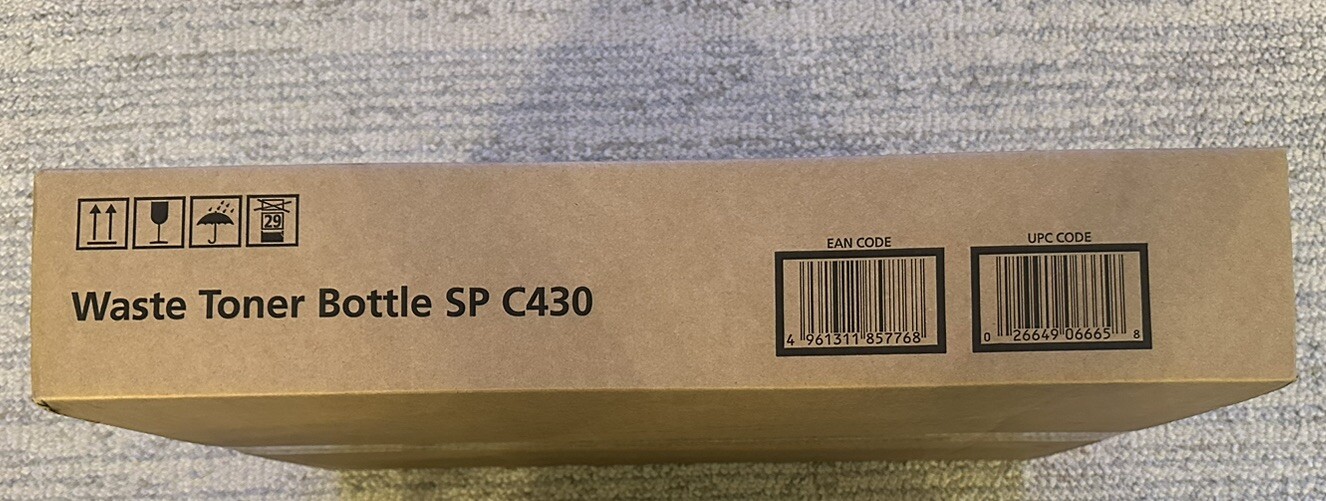 29
Waste Toner Bottle SP C430
EAN CODE
4 961311 857768
UPC CODE
0 26649 06665 8